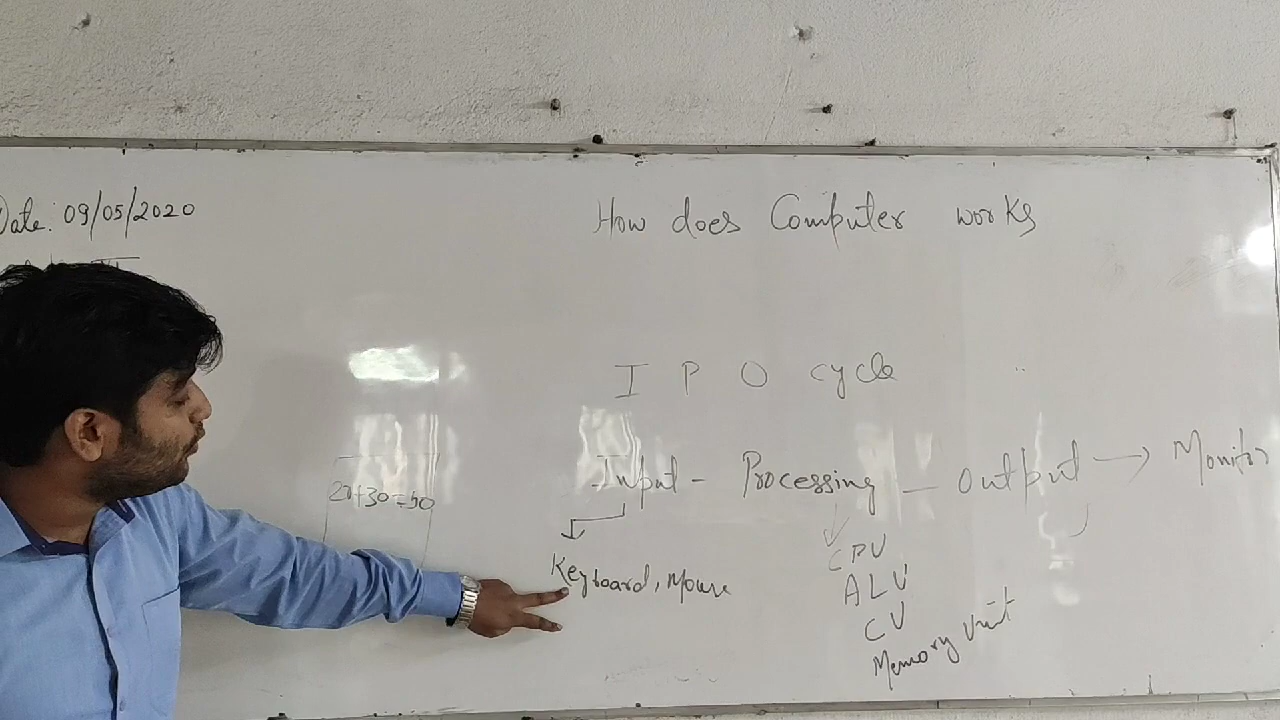 Date: 09/05/2020
How does Computer works
I P O cycle
Input - Processing - Output → Monitor
20+30=50
Keyboard, Mouse
CPU
ALU
CU
Memory Unit